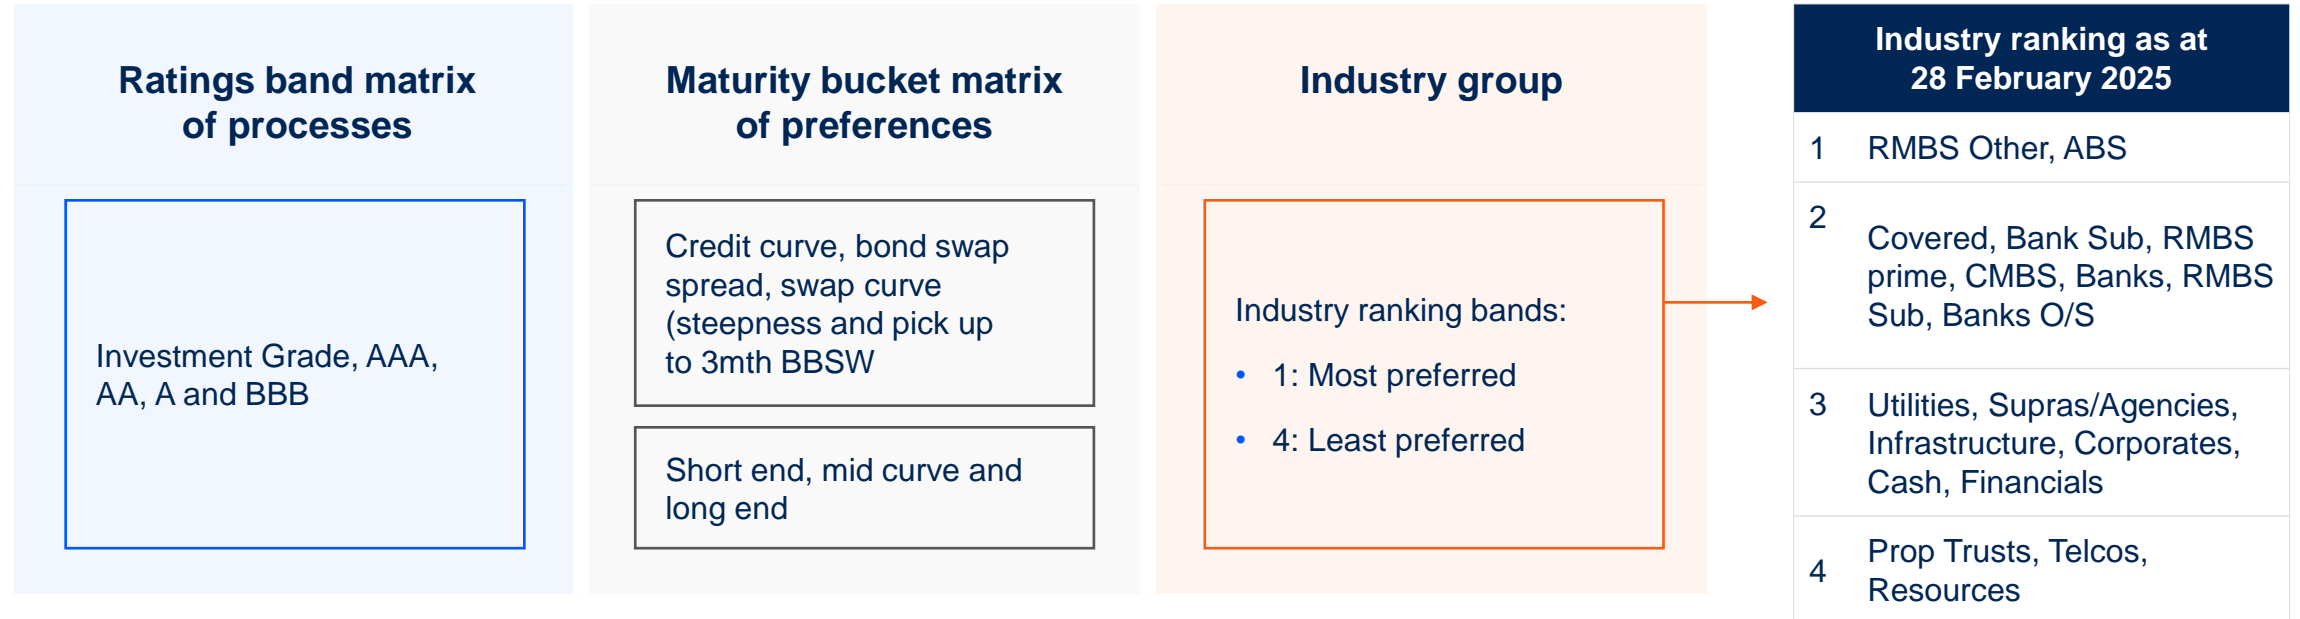 Ratings band matrix
of processes
Investment Grade, AAA,
AA, A and BBB
Maturity bucket matrix
of preferences
Credit curve, bond swap
spread, swap curve
(steepness and pick up
to 3mth BBSW
Short end, mid curve and
long end
Industry group
Industry ranking bands:
• 1: Most preferred
• 4: Least preferred
Industry ranking as at
28 February 2025
1 RMBS Other, ABS
2 Covered, Bank Sub, RMBS
prime, CMBS, Banks, RMBS
Sub, Banks O/S
3 Utilities, Supras/Agencies,
Infrastructure, Corporates,
Cash, Financials
4 Prop Trusts, Telcos,
Resources